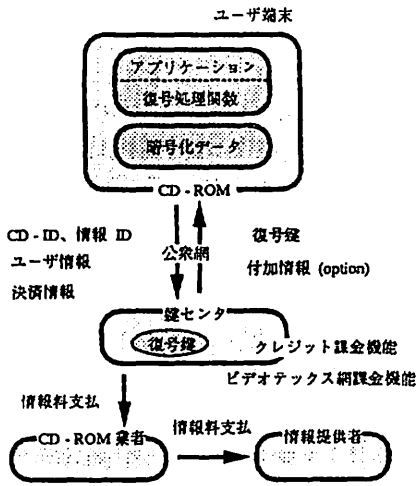 ユーザ端末
アプリケーション
復号処理関数
暗号化データ
CD - ROM
CD - ID、情報 ID
ユーザ情報
決済情報
公衆網
復号鍵
付加情報 (option)
鍵センタ
復号鍵
クレジット課金機能
ビデオテックス網課金機能
情報料支払
CD - ROM 業者
情報料支払
情報提供者